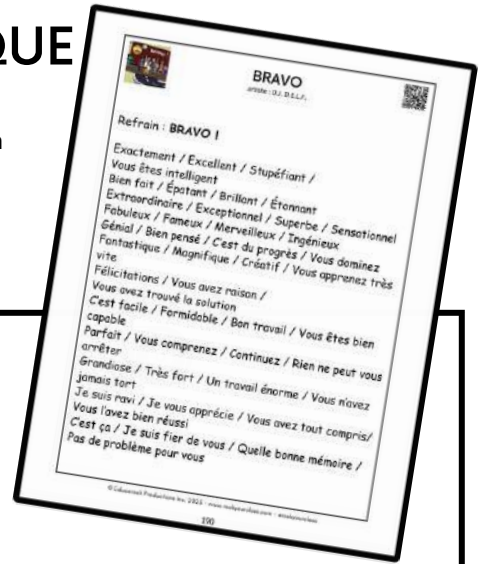 QUE
BRAVO
artiste : D.J. D.E.L.F.
Refrain : BRAVO !
Exactement / Excellent / Stupéfiant /
Vous êtes intelligent
Bien fait / Épatant / Brillant / Étonnant
Extraordinaire / Exceptionnel / Superbe / Sensationnel
Fabuleux / Fameux / Merveilleux / Ingénieux
Génial / Bien pensé / C'est du progrès / Vous dominez
Fantastique / Magnifique / Créatif / Vous apprenez très
vite
Félicitations / Vous avez raison /
Vous avez trouvé la solution
C'est facile / Formidable / Bon travail / Vous êtes bien
capable
Parfait / Vous comprenez / Continuez / Rien ne peut vous
arrêter
Grandiose / Très fort / Un travail énorme / Vous n'avez
jamais tort
Je suis ravi / Je vous apprécie / Vous avez tout compris/
Vous l'avez bien réussi
C'est ça / Je suis fier de vous / Quelle bonne mémoire /
Pas de problème pour vous
190